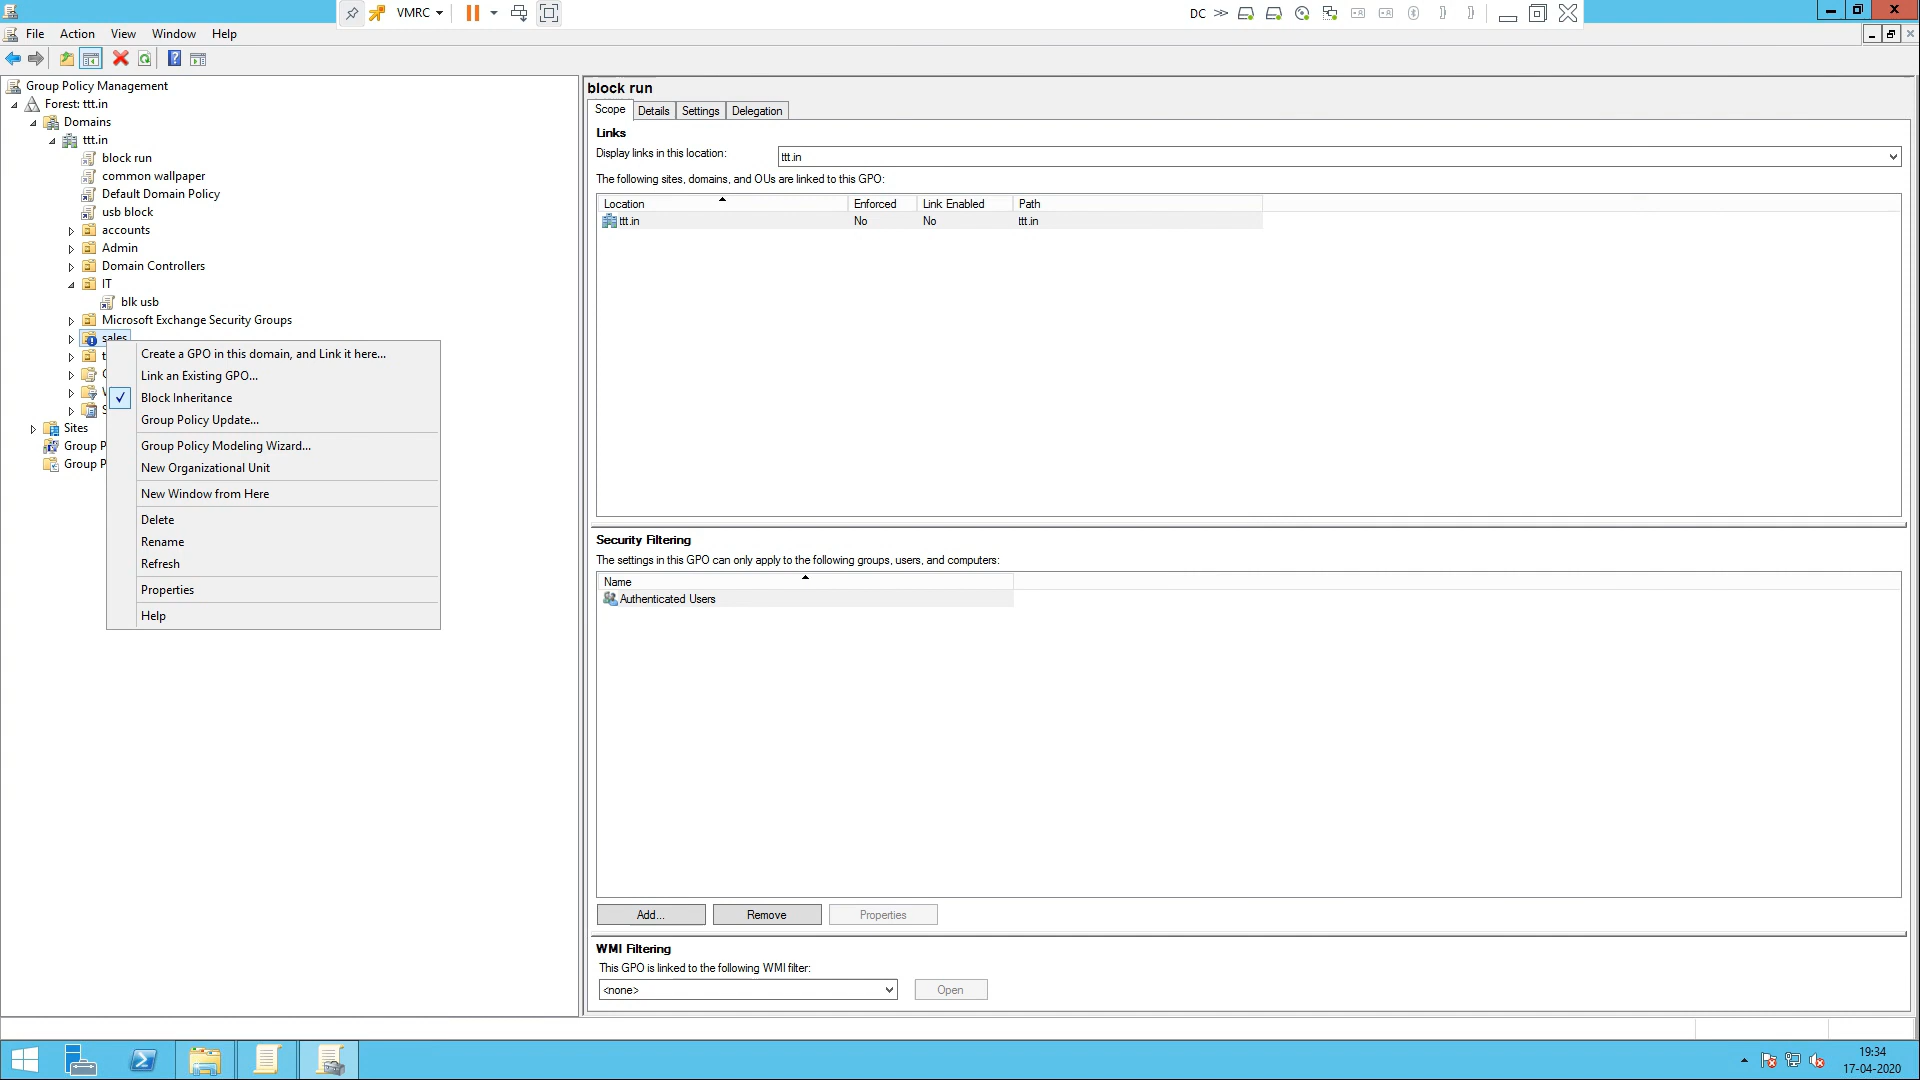 VMRC
DC
File Action View Window Help
Group Policy Management
Forest: ttt.in
Domains
ttt.in
block run
common wallpaper
Default Domain Policy
usb block
accounts
Admin
Domain Controllers
IT
blk usb
Microsoft Exchange Security Groups
sales
Sites
Group P
Group P
Create a GPO in this domain, and Link it here...
Link an Existing GPO...
Block Inheritance
Group Policy Update...
Group Policy Modeling Wizard...
New Organizational Unit
New Window from Here
Delete
Rename
Refresh
Properties
Help
block run
Scope Details Settings Delegation
Links
Display links in this location: ttt.in
The following sites, domains, and OUs are linked to this GPO:
Location Enforced Link Enabled Path
ttt.in No No ttt.in
Security Filtering
The settings in this GPO can only apply to the following groups, users, and computers:
Name
Authenticated Users
Add... Remove Properties
WMI Filtering
This GPO is linked to the following WMI filter:
<none> Open
19:34
17-04-2020